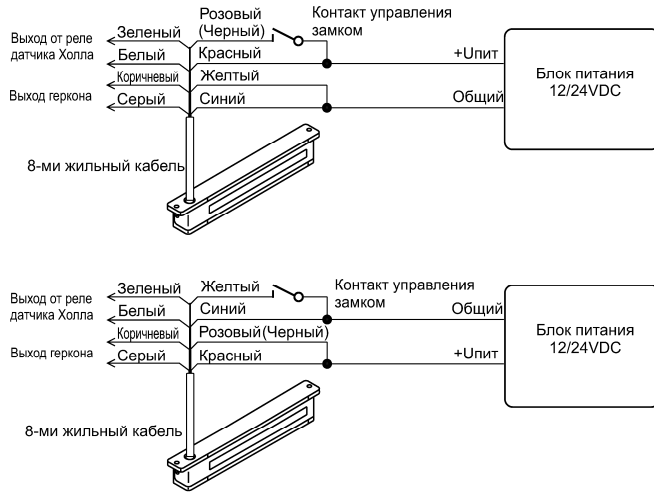 Розовый
(Черный)
Контакт управления
замком
Зеленый
Выход от реле
датчика Холла
Белый
Красный
+Uпит
Блок питания
12/24VDC
Коричневый
Желтый
Выход геркона
Серый
Синий
Общий
8-ми жильный кабель
Зеленый
Желтый
Контакт управления
замком
Выход от реле
датчика Холла
Белый
Синий
Общий
Блок питания
12/24VDC
Коричневый
Розовый(Черный)
Выход геркона
Серый
Красный
+Uпит
8-ми жильный кабель